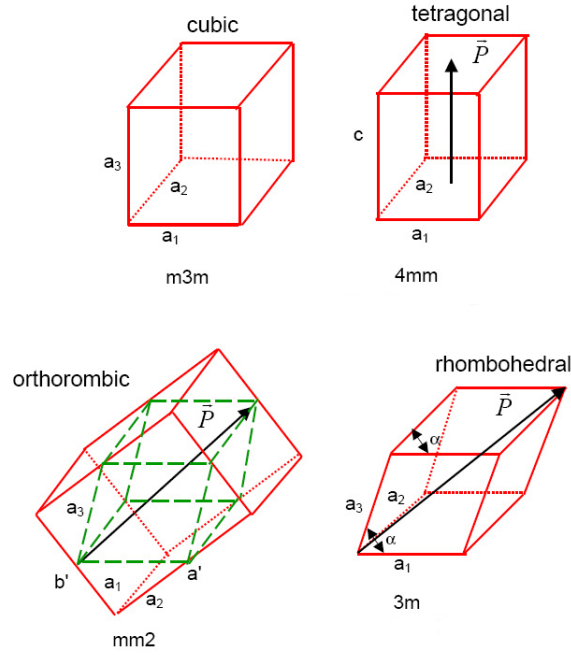 cubic
a3
a2
a1
m3m
tetragonal
P
c
a2
a1
4mm
orthorombic
P
a3
b'
a1
a'
a2
mm2
rhombohedral
P
α
a3
a2
α
a1
3m